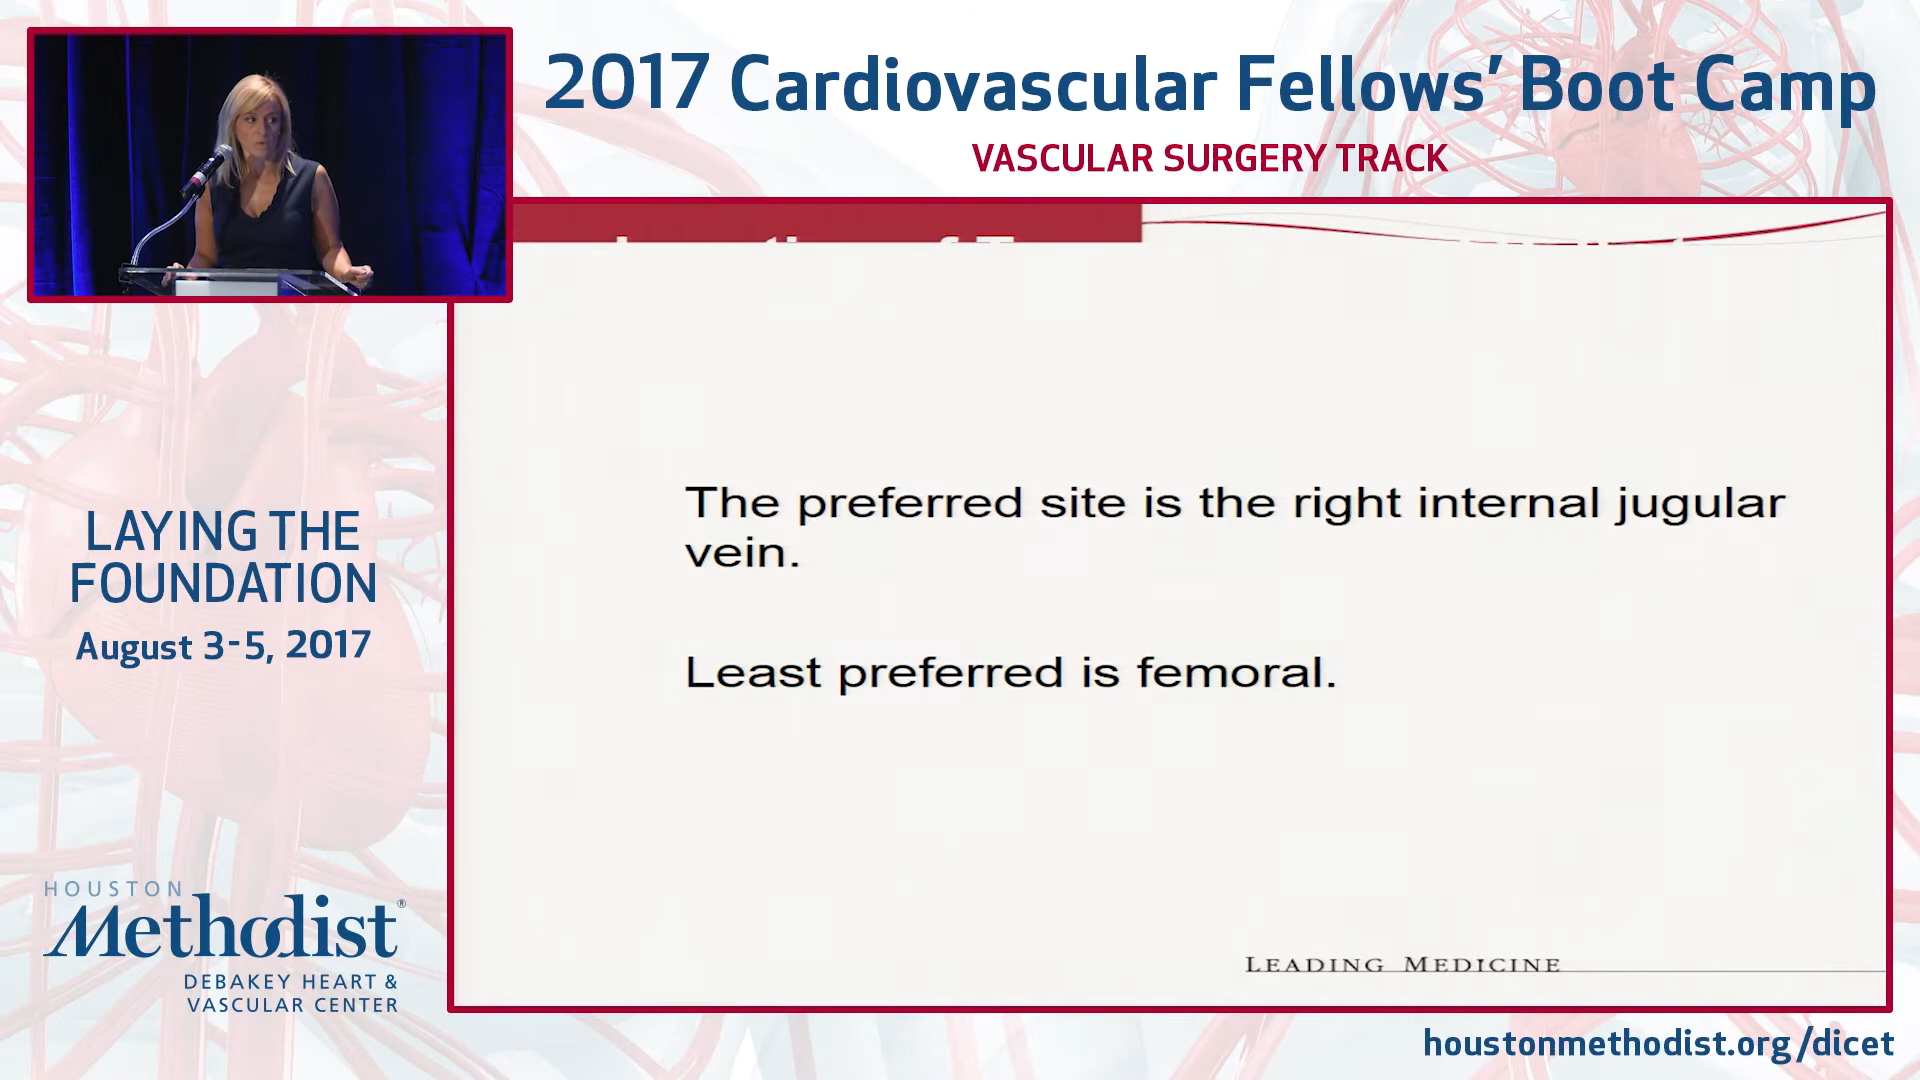 2017 Cardiovascular Fellows’ Boot Camp
VASCULAR SURGERY TRACK
The preferred site is the right internal jugular
vein.
Least preferred is femoral.
LEADING MEDICINE
LAYING THE
FOUNDATION
August 3-5, 2017
HOUSTON
Methodist®
DEBAKEY HEART &
VASCULAR CENTER
houstonmethodist.org/dicet